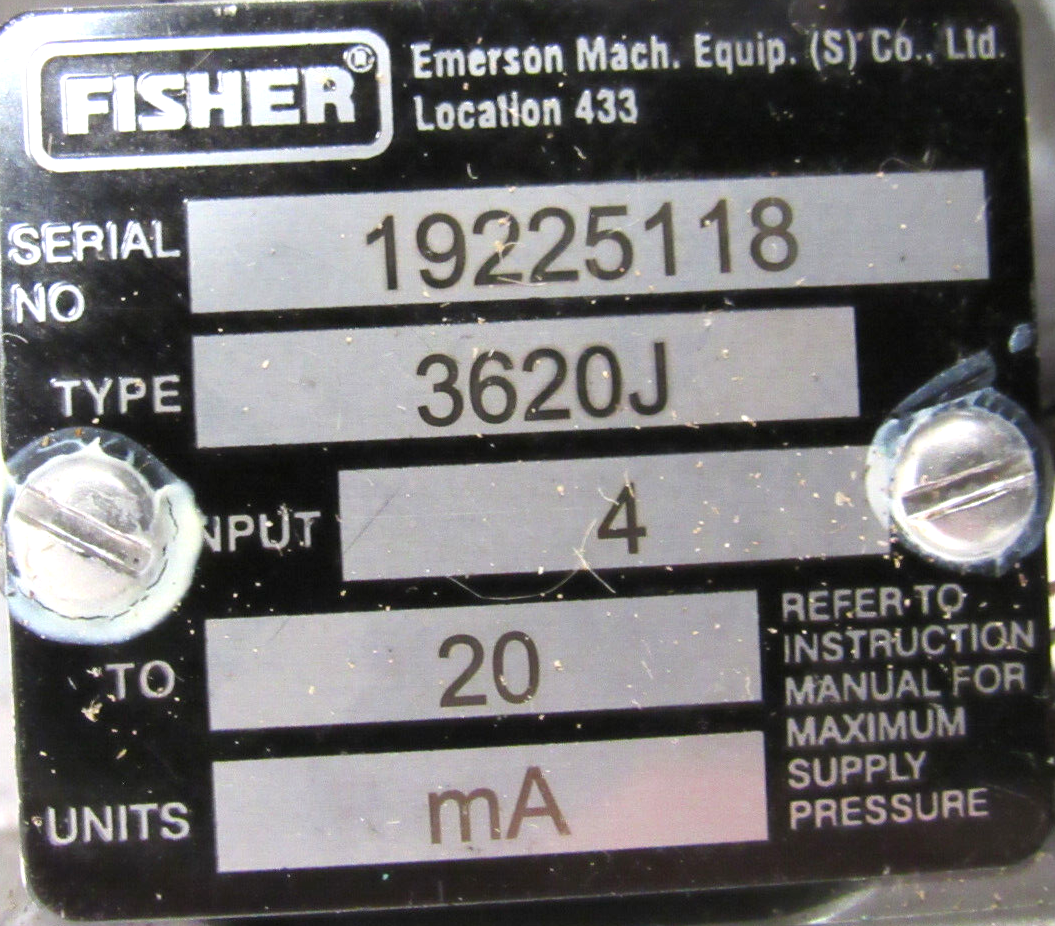 FISHER®
Emerson Mach. Equip. (S) Co., Ltd.
Location 433
SERIAL NO 19225118
TYPE 3620J
INPUT 4
TO 20
UNITS mA
REFER TO
INSTRUCTION
MANUAL FOR
MAXIMUM
SUPPLY
PRESSURE